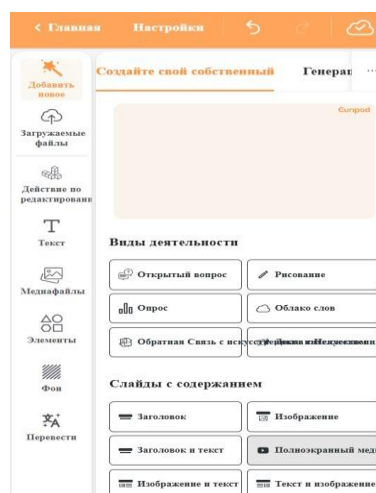 < Главная Настройки
Добавить
новое
Создайте свой собственный Генерац ...
Curipod
Загружаемые
файлы
Действие по
редактирован
Текст
Медиафайлы
Элементы
Фон
Перевести
Виды деятельности
Открытый вопрос Рисование
Опрос Облако слов
Обратная Связь с
Слайды с содержанием
Заголовок Изображение
Заголовок и текст Полноэкранный мед
Изображение и текст Текст и изображение